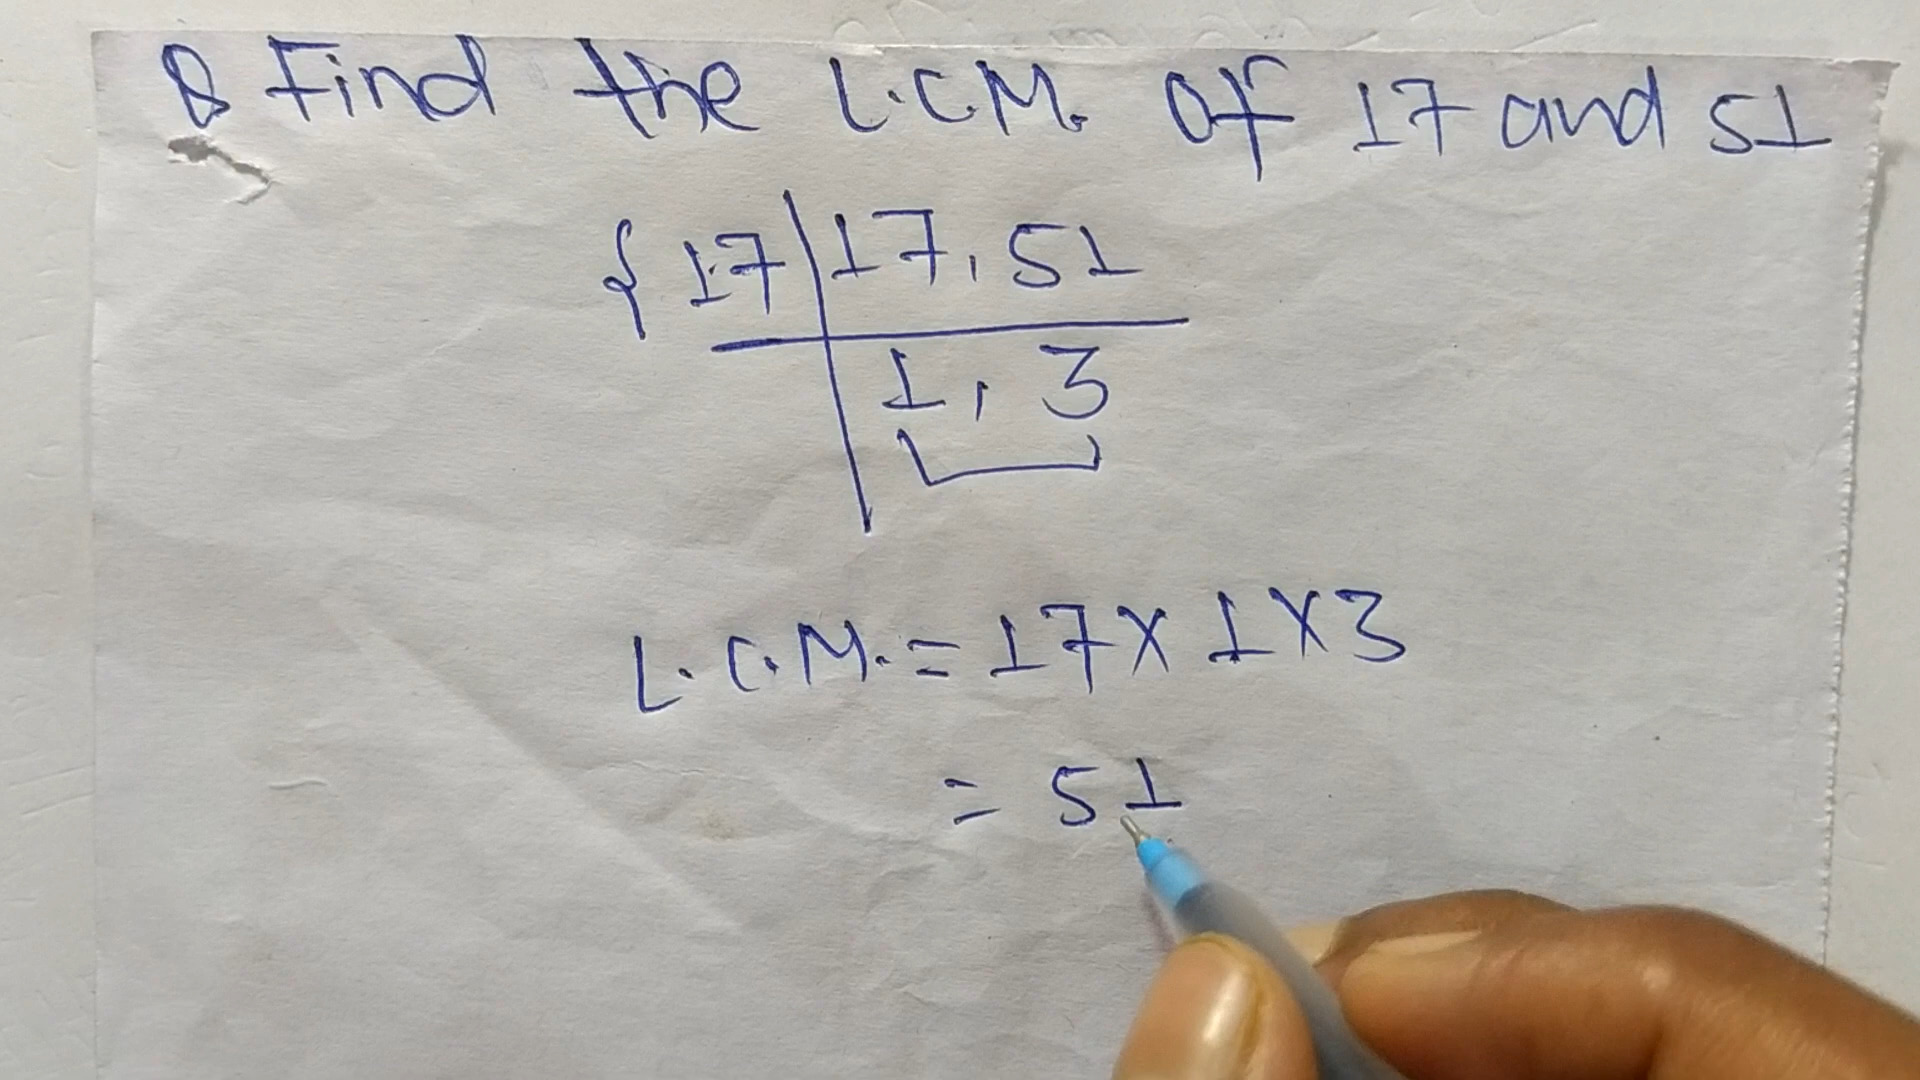 Q Find the L.C.M. of 17 and 51
{ 17 | 17, 51
1, 3
L.C.M. = 17 X 1 X 3
= 51